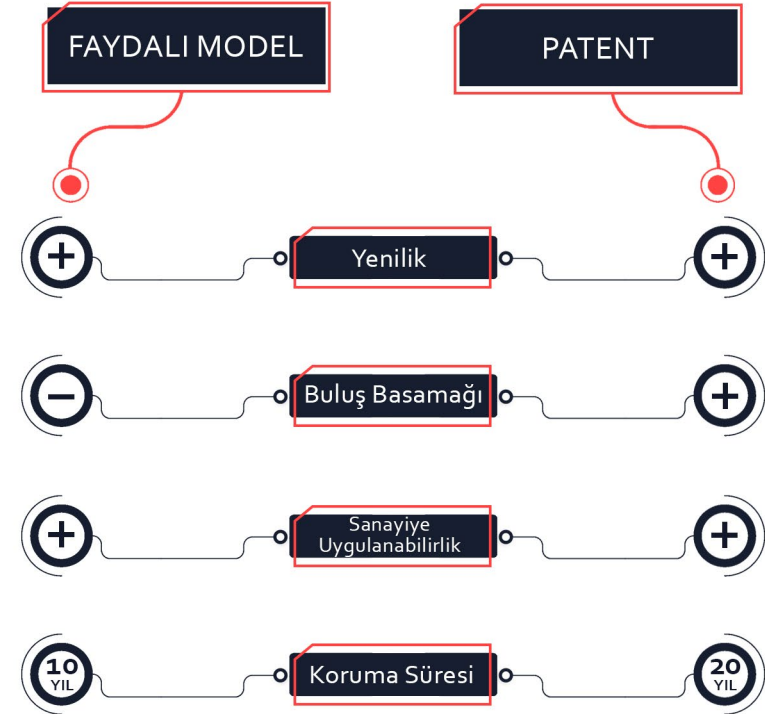 FAYDALI MODEL
PATENT
+
Yenilik
+
−
Buluş Basamağı
+
+
Sanayiye
Uygulanabilirlik
+
10
YIL
Koruma Süresi
20
YIL